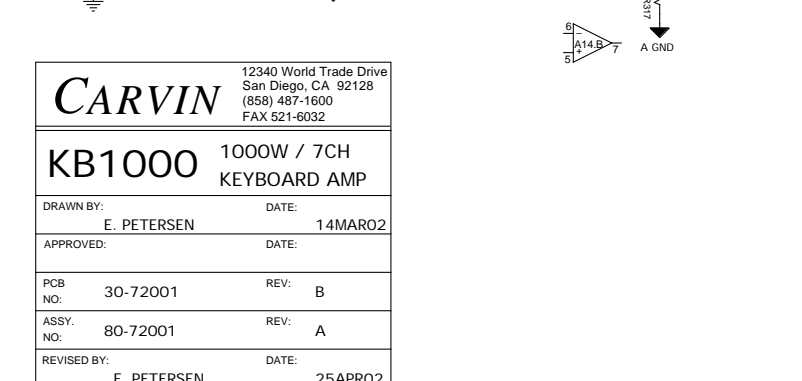 R317
6
A14.B
7
5
A GND
CARVIN
12340 World Trade Drive
San Diego, CA 92128
(858) 487-1600
FAX 521-6032
KB1000
1000W / 7CH
KEYBOARD AMP
DRAWN BY: DATE:
E. PETERSEN 14MAR02
APPROVED: DATE:
PCB
NO: 30-72001 REV: B
ASSY.
NO: 80-72001 REV: A
REVISED BY: DATE:
E. PETERSEN 25APR02